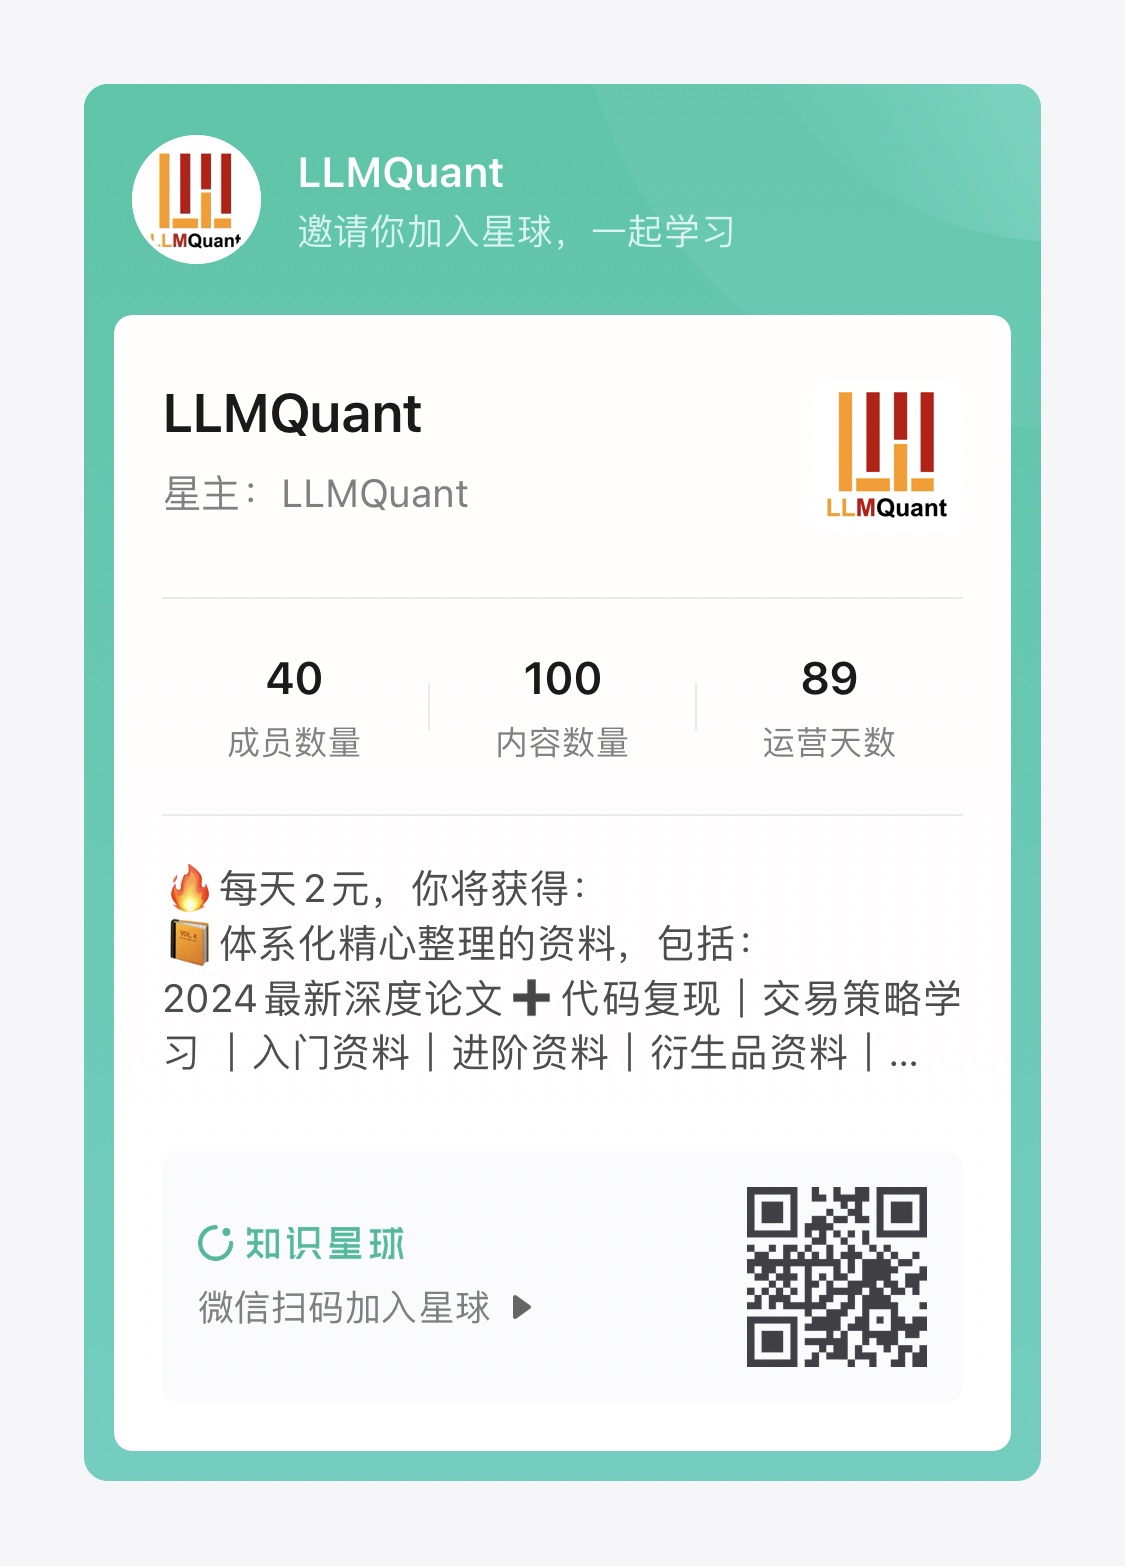 LLMQuant
LLMQuant
邀请你加入星球，一起学习
LLMQuant
星主：LLMQuant
LLMQuant
40
成员数量
100
内容数量
89
运营天数
🔥每天2元，你将获得：
📔体系化精心整理的资料，包括：
2024最新深度论文➕代码复现｜交易策略学
习 ｜入门资料｜进阶资料｜衍生品资料｜...
知识星球
微信扫码加入星球 ▶